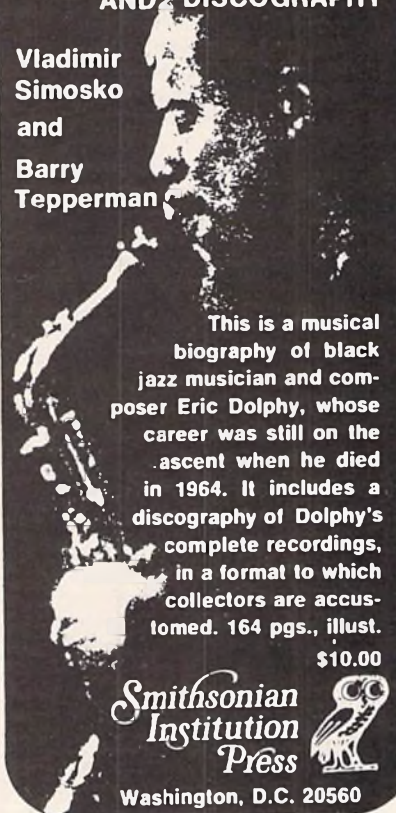 AND DISCOGRAPHY
Vladimir
Simosko
and
Barry
Tepperman
This is a musical
biography of black
jazz musician and com-
poser Eric Dolphy, whose
career was still on the
ascent when he died
in 1964. It includes a
discography of Dolphy's
complete recordings,
in a format to which
collectors are accus-
tomed. 164 pgs., illust.
$10.00
Smithsonian
Institution
Press
Washington, D.C. 20560